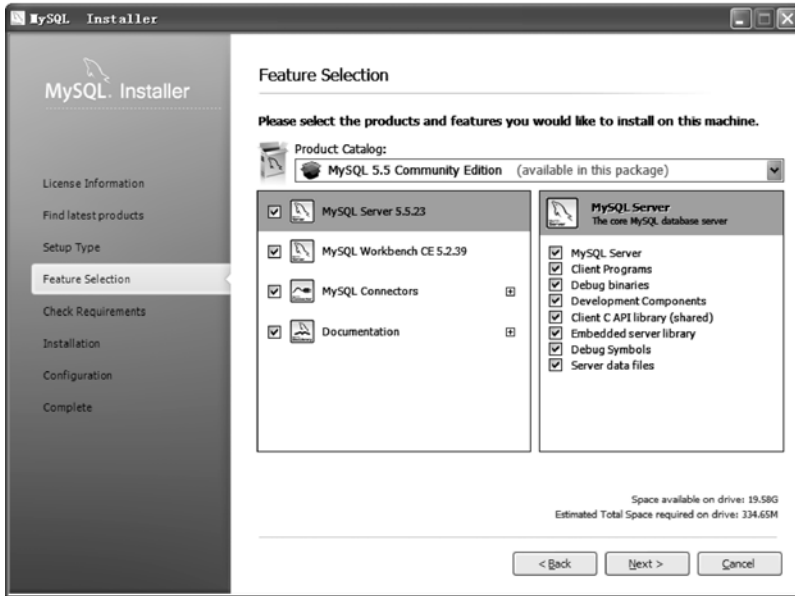 MySQL Installer
MySQL. Installer
License Information
Find latest products
Setup Type
Feature Selection
Check Requirements
Installation
Configuration
Complete
Feature Selection
Please select the products and features you would like to install on this machine.
Product Catalog:
MySQL 5.5 Community Edition (available in this package)
MySQL Server 5.5.23
MySQL Workbench CE 5.2.39
MySQL Connectors
Documentation
MySQL Server
The core MySQL database server
MySQL Server
Client Programs
Debug binaries
Development Components
Client C API library (shared)
Embedded server library
Debug Symbols
Server data files
Space available on drive: 19.58G
Estimated Total Space required on drive: 334.65M
< Back
Next >
Cancel